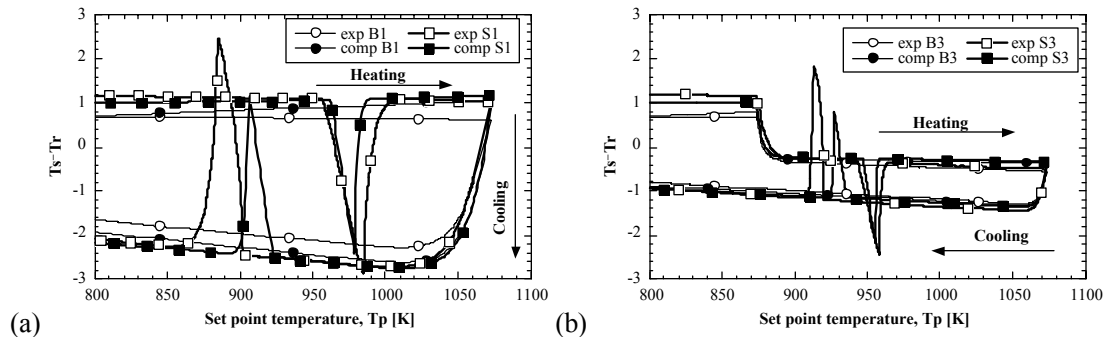 exp B1
exp S1
comp B1
comp S1
Heating
Cooling
Ts−Tr
3
2
1
0
-1
-2
-3
800
850
900
950
1000
1050
1100
Set point temperature, Tp [K]
(a)
exp B3
exp S3
comp B3
comp S3
Heating
Cooling
Ts−Tr
3
2
1
0
-1
-2
-3
800
850
900
950
1000
1050
1100
Set point temperature, Tp [K]
(b)